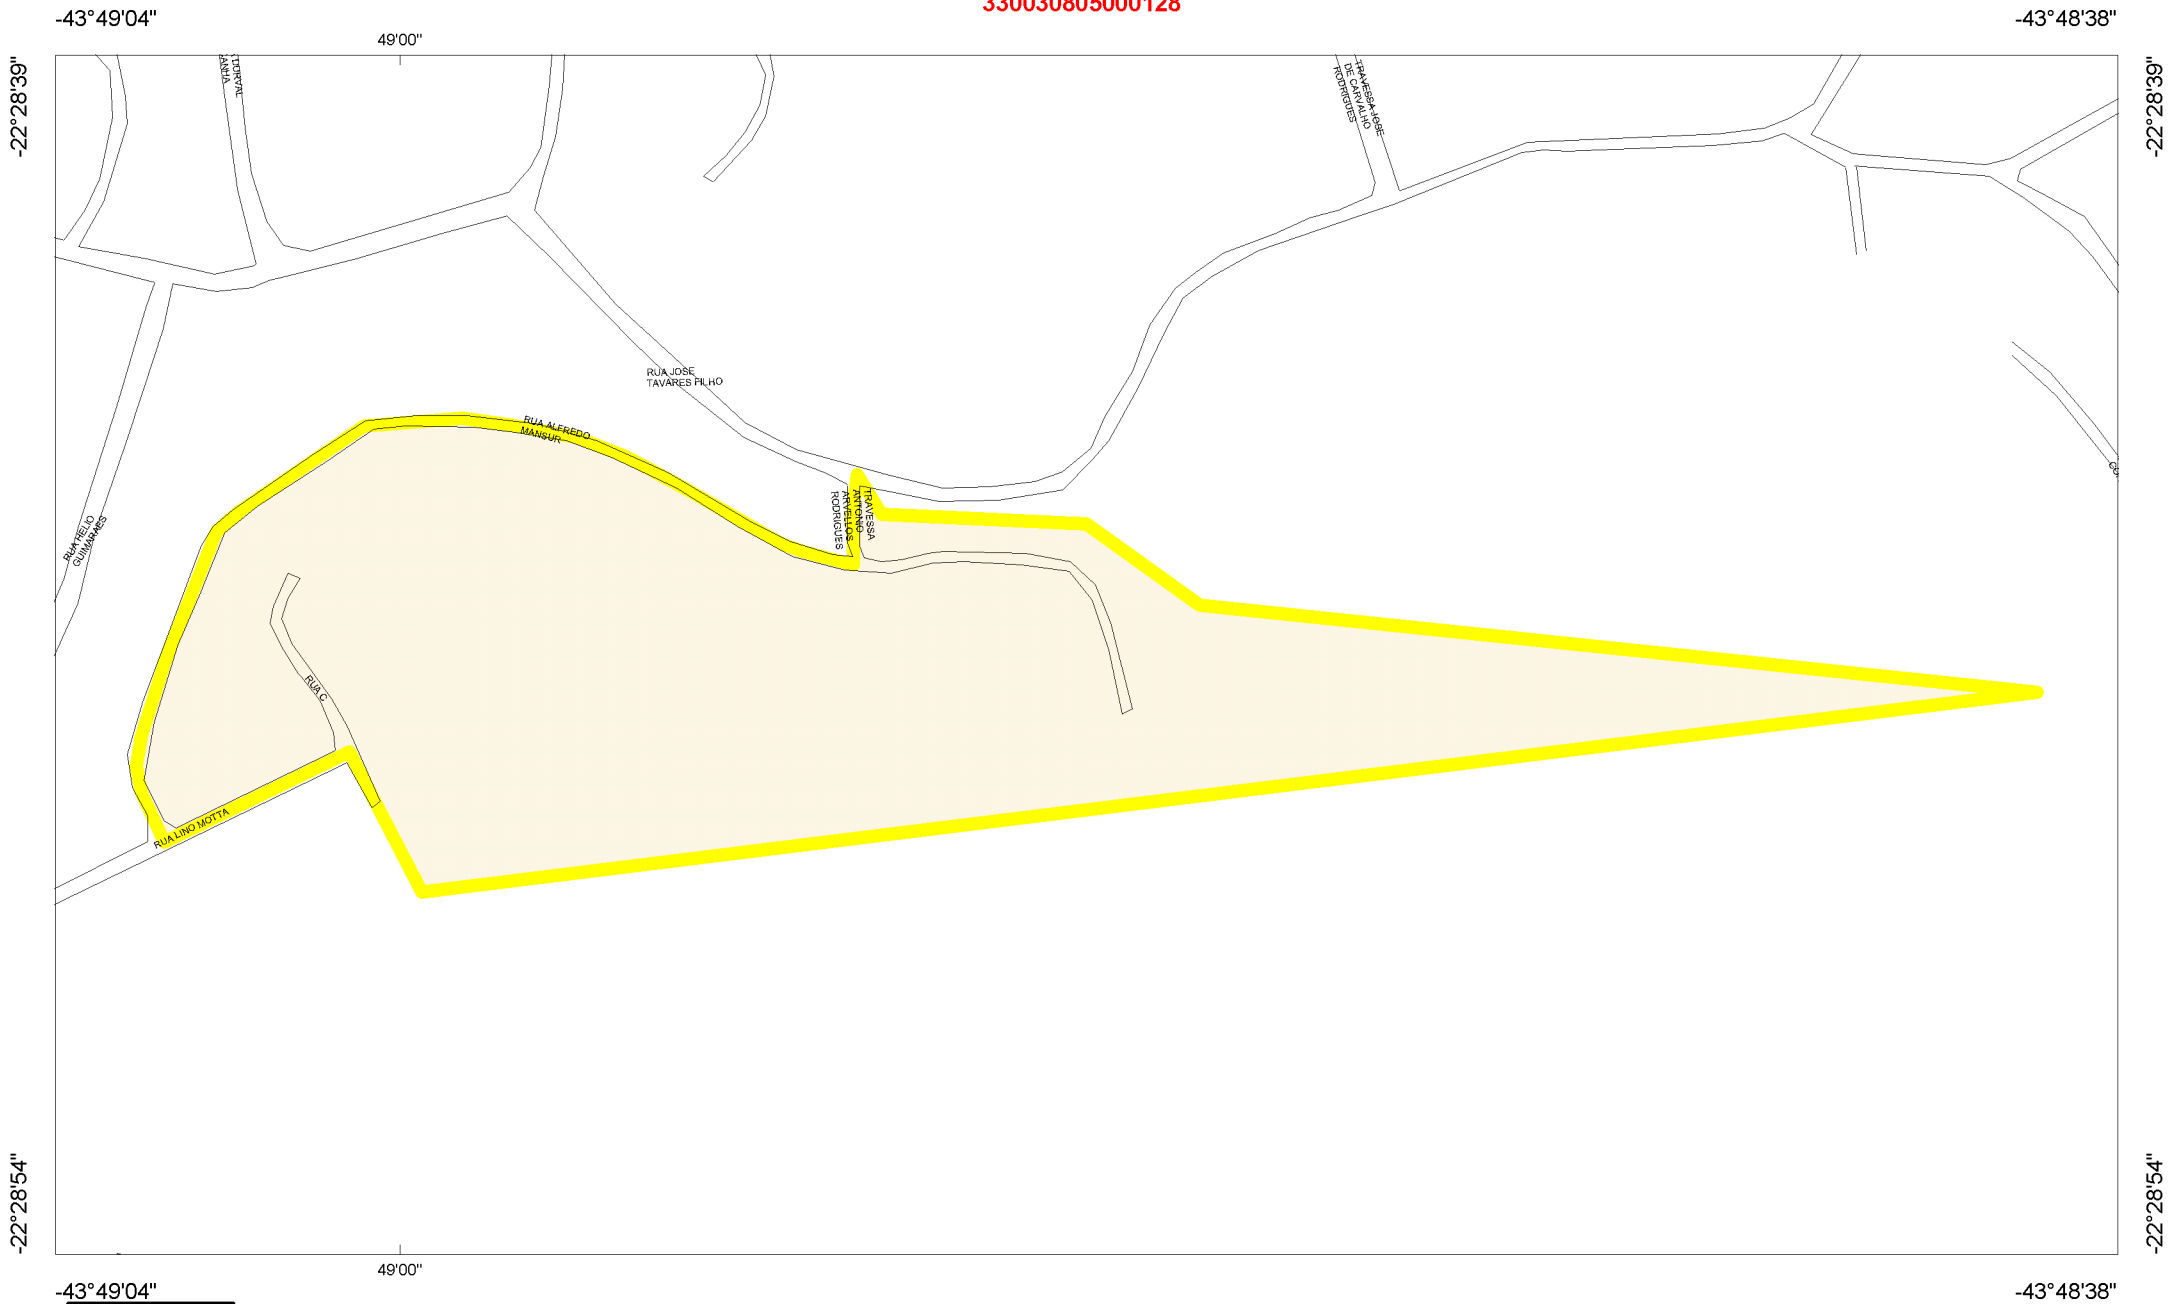 330030805000128
-43°49'04"
-43°48'38"
49'00"
-22°28'39"
-22°28'39"
DORVAL
ANHA
TRAVESSA JOSE
DE CARVALHO
RODRIGUES
RUA JOSE
TAVARES FILHO
RUA ALFREDO
MANSUR
TRAVESSA
ANTONIO
ARVELLOS
RODRIGUES
RUA HELIO
GUIMARAES
RUA C
RUA LINO MOTTA
-22°28'54"
-22°28'54"
49'00"
-43°49'04"
-43°48'38"